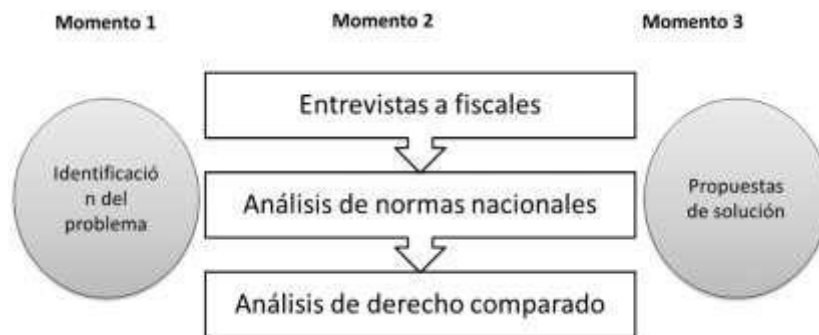 Momento 1
Momento 2
Momento 3
Entrevistas a fiscales
Identificació
n del
problema
Análisis de normas nacionales
Propuestas
de solución
Análisis de derecho comparado